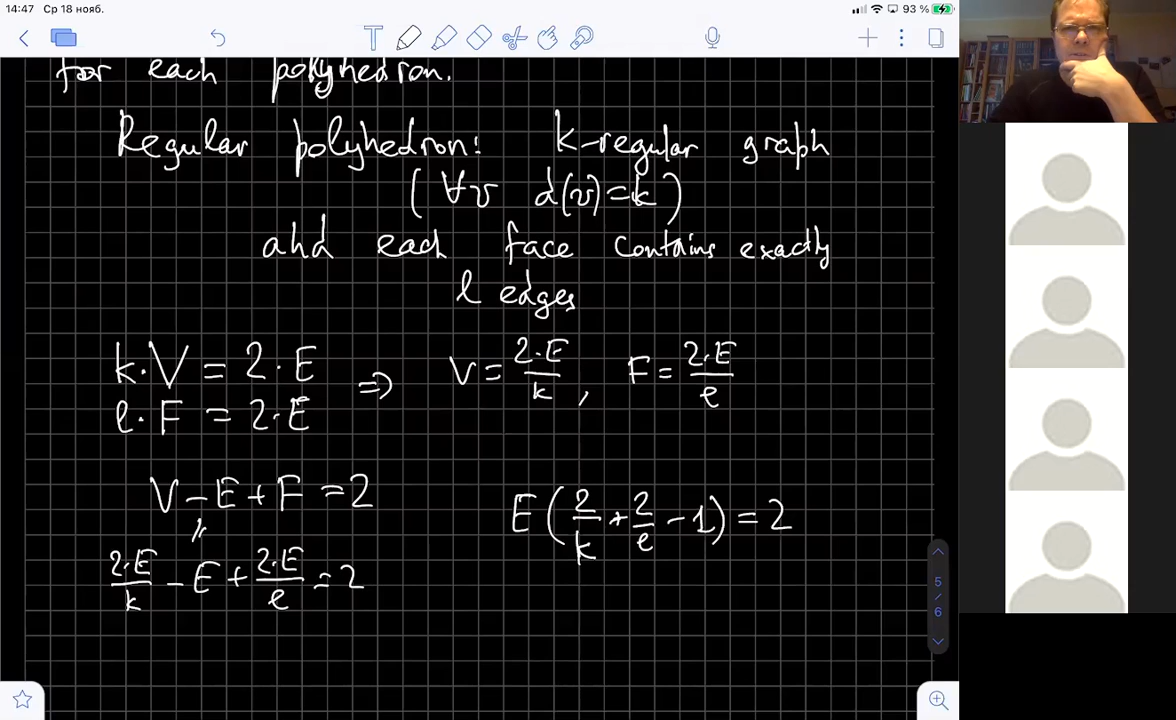 14:47 Ср 18 нояб.
93 %
T
for each polyhedron.
Regular polyhedron: k-regular graph
(∀v d(v)=k)
and each face contains exactly
l edges
k·V = 2·E ⇒ V = 2·E/k, F = 2·E/l
l·F = 2·E
V − E + F = 2
E(2/k + 2/l − 1) = 2
2·E/k − E + 2·E/l = 2
5
/
6